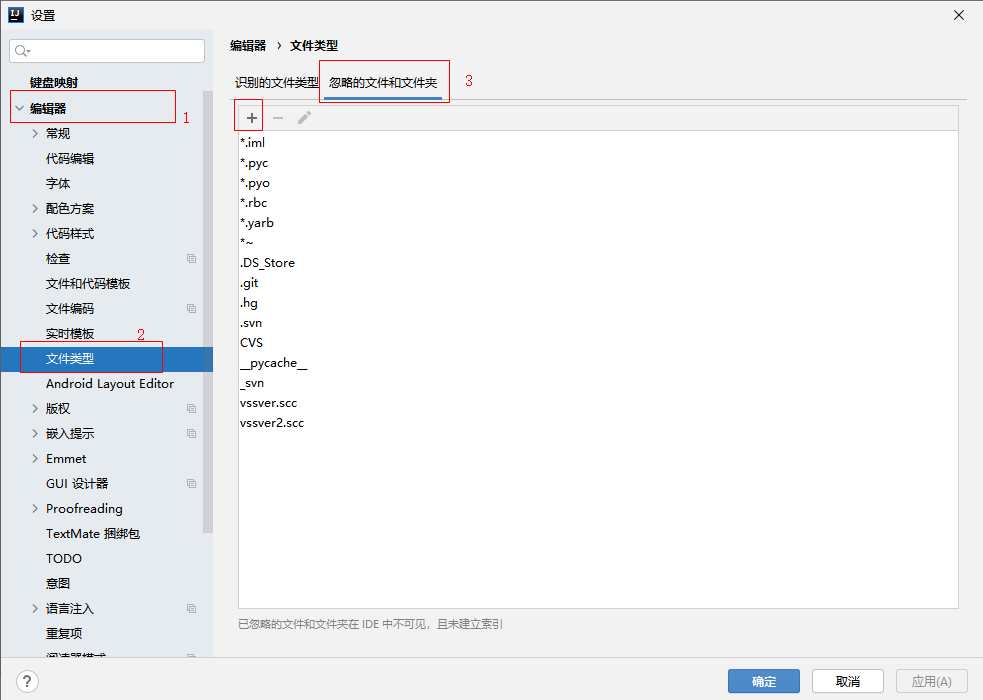 设置
键盘映射
编辑器
1
常规
代码编辑
字体
配色方案
代码样式
检查
文件和代码模板
文件编码
实时模板
2
文件类型
Android Layout Editor
版权
嵌入提示
Emmet
GUI 设计器
Proofreading
TextMate 捆绑包
TODO
意图
语言注入
重复项
阅读器模式
编辑器 › 文件类型
识别的文件类型 忽略的文件和文件夹 3
*.iml
*.pyc
*.pyo
*.rbc
*.yarb
*~
.DS_Store
.git
.hg
.svn
CVS
__pycache__
_svn
vssver.scc
vssver2.scc
已忽略的文件和文件夹在 IDE 中不可见，且未建立索引
?
确定 取消 应用(A)